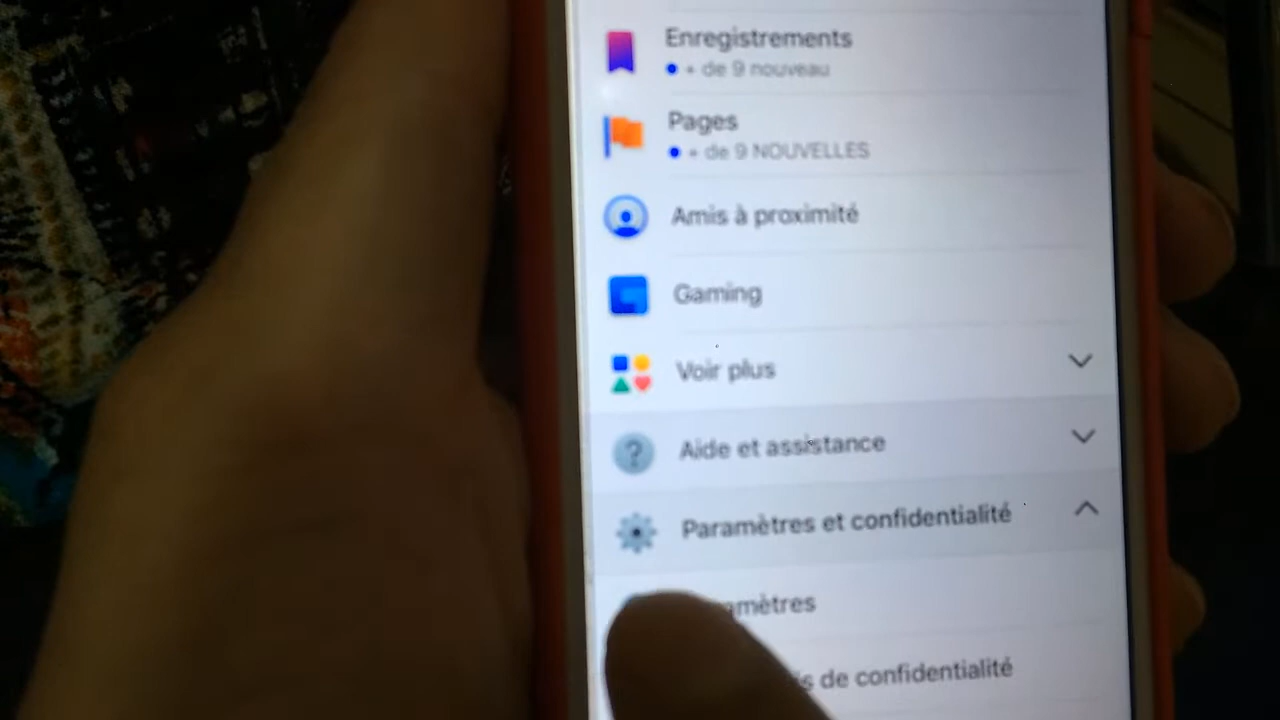 Enregistrements
+ de 9 nouveau
Pages
+ de 9 NOUVELLES
Amis à proximité
Gaming
Voir plus
Aide et assistance
Paramètres et confidentialité
amètres
is de confidentialité